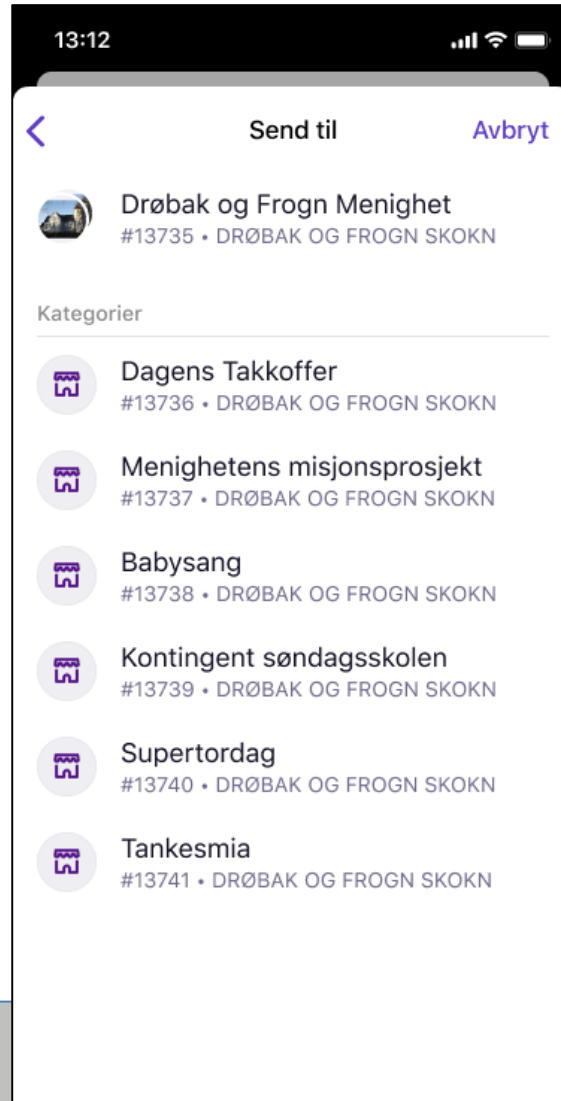 13:12
Send til
Avbryt
Drøbak og Frogn Menighet
#13735 • DRØBAK OG FROGN SKOKN
Kategorier
Dagens Takkoffer
#13736 • DRØBAK OG FROGN SKOKN
Menighetens misjonsprosjekt
#13737 • DRØBAK OG FROGN SKOKN
Babysang
#13738 • DRØBAK OG FROGN SKOKN
Kontingent søndagsskolen
#13739 • DRØBAK OG FROGN SKOKN
Supertordag
#13740 • DRØBAK OG FROGN SKOKN
Tankesmia
#13741 • DRØBAK OG FROGN SKOKN